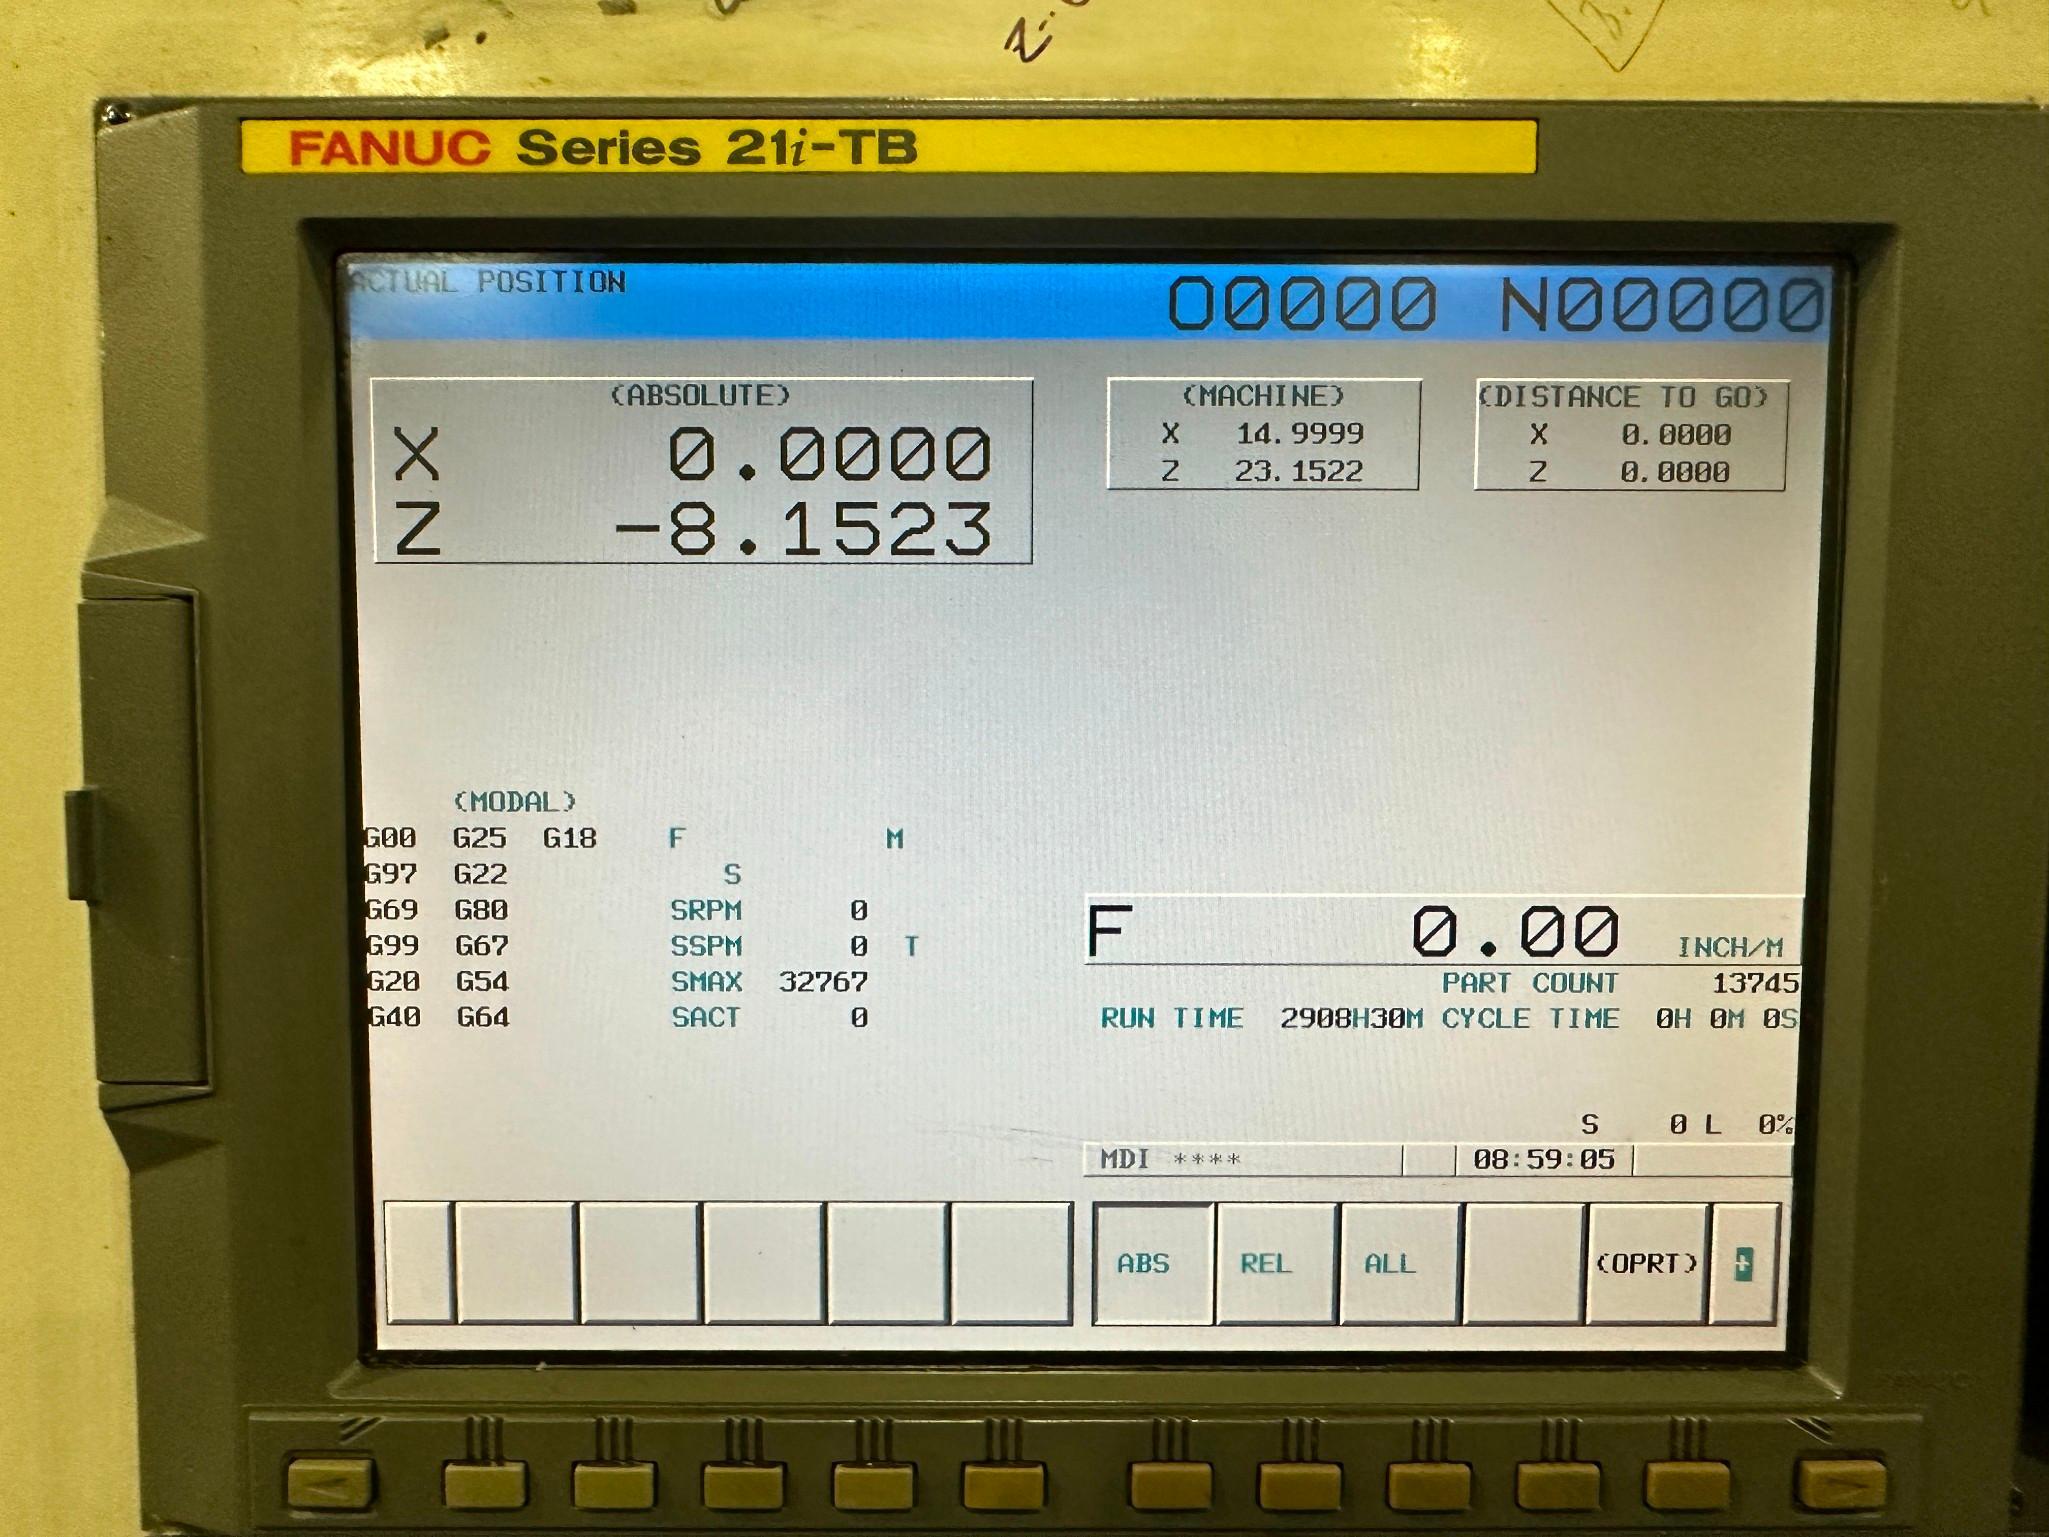 FANUC Series 21i-TB
ACTUAL POSITION O0000 N00000
(ABSOLUTE)
X 0.0000
Z -8.1523
(MACHINE)
X 14.9999
Z 23.1522
(DISTANCE TO GO)
X 0.0000
Z 0.0000
(MODAL)
G00 G25 G18 F M
G97 G22 S
G69 G80 SRPM 0
G99 G67 SSPM 0 T
G20 G54 SMAX 32767
G40 G64 SACT 0
F 0.00 INCH/M
PART COUNT 13745
RUN TIME 2908H30M CYCLE TIME 0H 0M 0S
S 0 L 0%
MDI **** 08:59:05
ABS REL ALL (OPRT) +